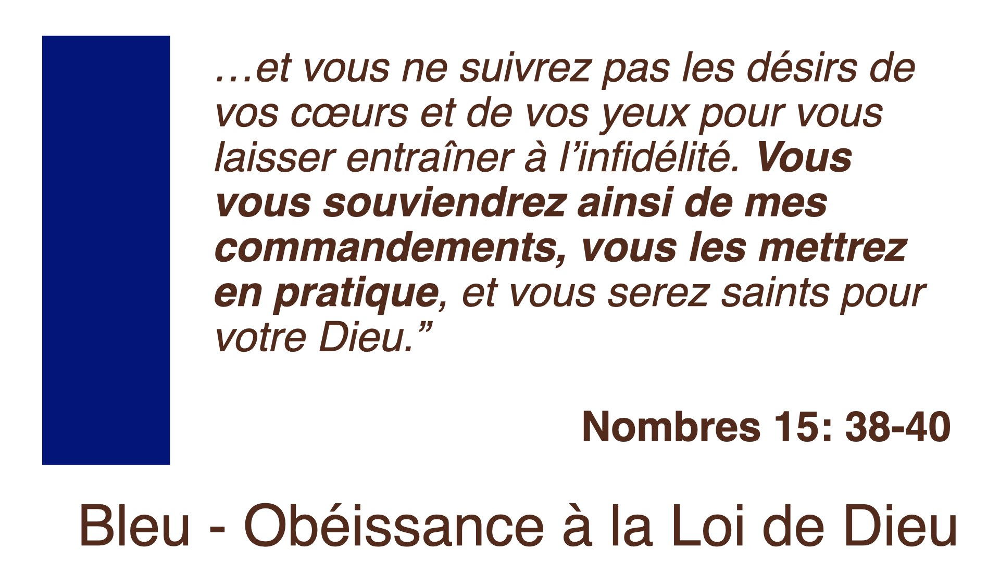 …et vous ne suivrez pas les désirs de
vos cœurs et de vos yeux pour vous
laisser entraîner à l’infidélité. Vous
vous souviendrez ainsi de mes
commandements, vous les mettrez
en pratique, et vous serez saints pour
votre Dieu.”
Nombres 15: 38-40
Bleu - Obéissance à la Loi de Dieu